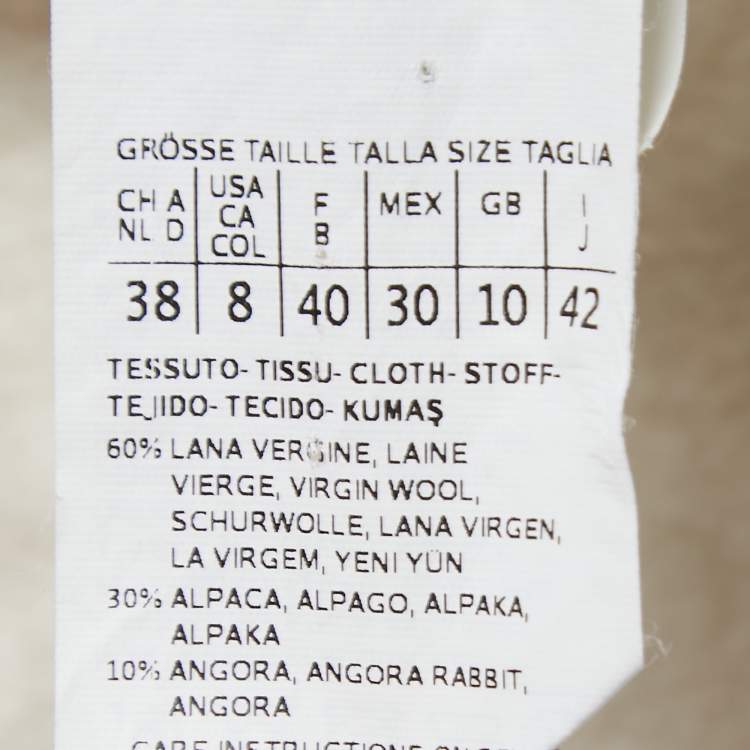 GRÖSSE TAILLE TALLA SIZE TAGLIA
CH A USA F MEX GB I
NL D CA B J
COL
38 8 40 30 10 42
TESSUTO- TISSU- CLOTH- STOFF-
TEJIDO- TECIDO- KUMAŞ
60% LANA VERGINE, LAINE
VIERGE, VIRGIN WOOL,
SCHURWOLLE, LANA VIRGEN,
LA VIRGEM, YENI YÜN
30% ALPACA, ALPAGO, ALPAKA,
ALPAKA
10% ANGORA, ANGORA RABBIT,
ANGORA
CARE INSTRUCTIONS